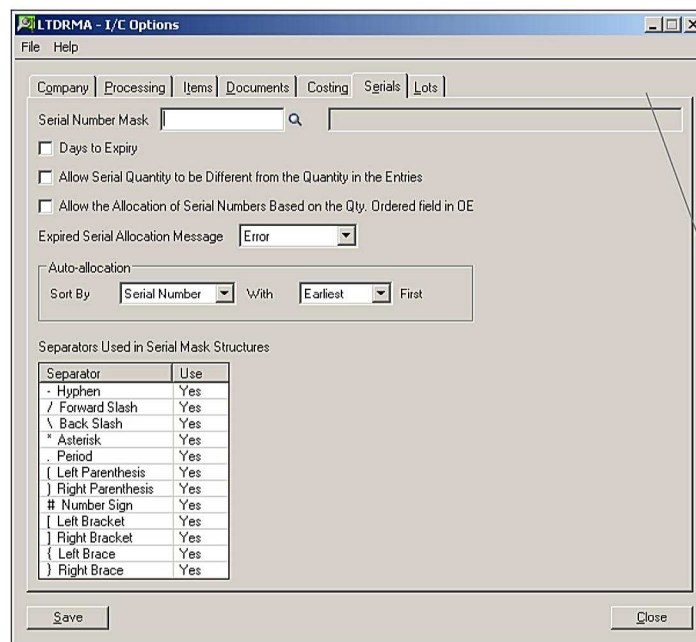 LTDRMA - I/C Options
File Help
Company Processing Items Documents Costing Serials Lots
Serial Number Mask
Days to Expiry
Allow Serial Quantity to be Different from the Quantity in the Entries
Allow the Allocation of Serial Numbers Based on the Qty. Ordered field in OE
Expired Serial Allocation Message Error
Auto-allocation
Sort By Serial Number With Earliest First
Separators Used in Serial Mask Structures
Separator Use
- Hyphen Yes
/ Forward Slash Yes
\ Back Slash Yes
* Asterisk Yes
. Period Yes
( Left Parenthesis Yes
) Right Parenthesis Yes
# Number Sign Yes
[ Left Bracket Yes
] Right Bracket Yes
{ Left Brace Yes
} Right Brace Yes
Save Close